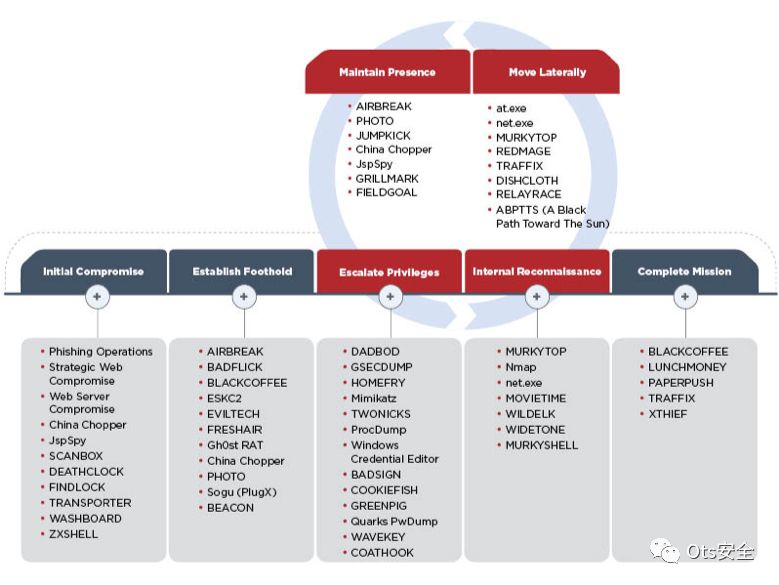 Maintain Presence
AIRBREAK
PHOTO
JUMPKICK
China Chopper
JspSpy
GRILLMARK
FIELDGOAL
Move Laterally
at.exe
net.exe
MURKYTOP
REDMAGE
TRAFFIX
DISHCLOTH
RELAYRACE
ABPTTS (A Black
Path Toward The Sun)
Initial Compromise
Phishing Operations
Strategic Web
Compromise
Web Server
Compromise
China Chopper
JspSpy
SCANBOX
DEATHCLOCK
FINDLOCK
TRANSPORTER
WASHBOARD
ZXSHELL
Establish Foothold
AIRBREAK
BADFLICK
BLACKCOFFEE
ESKC2
EVILTECH
FRESHAIR
Gh0st RAT
China Chopper
PHOTO
Sogu (PlugX)
BEACON
Escalate Privileges
DADBOD
GSECDUMP
HOMEFRY
Mimikatz
TWONICKS
ProcDump
Windows
Credential Editor
BADSIGN
COOKIEFISH
GREENPIG
Quarks PwDump
WAVEKEY
COATHOOK
Internal Reconnaissance
MURKYTOP
Nmap
net.exe
MOVIETIME
WILDELK
WIDETONE
MURKYSHELL
Complete Mission
BLACKCOFFEE
LUNCHMONEY
PAPERPUSH
TRAFFIX
XTHIEF
Ots安全